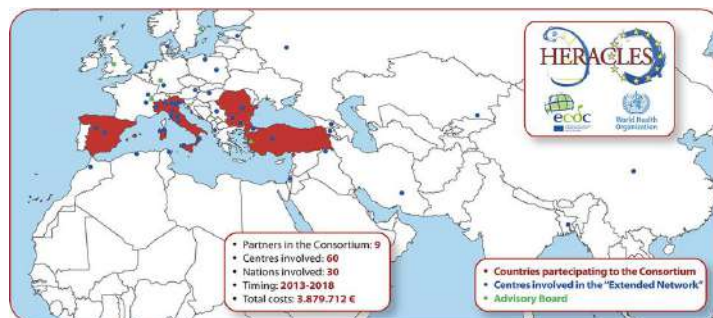 HERACLES
ecdc
World Health
Organization
• Partners in the Consortium: 9
• Centres involved: 60
• Nations involved: 30
• Timing: 2013-2018
• Total costs: 3.879.712 €
• Countries partecipating to the Consortium
• Centres involved in the "Extended Network"
• Advisory Board